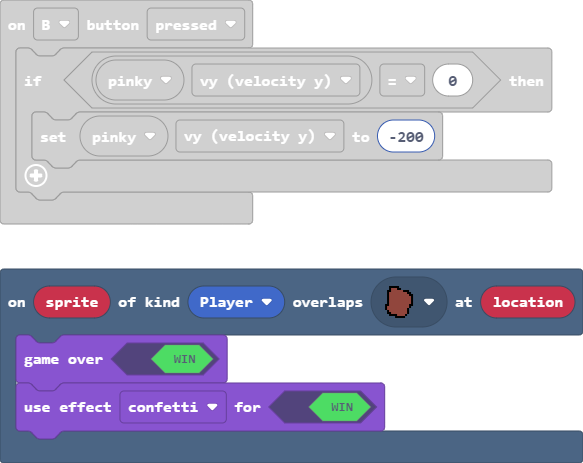 on B button pressed
if pinky vy (velocity y) = 0 then
set pinky vy (velocity y) to -200
on sprite of kind Player overlaps at location
game over WIN
use effect confetti for WIN